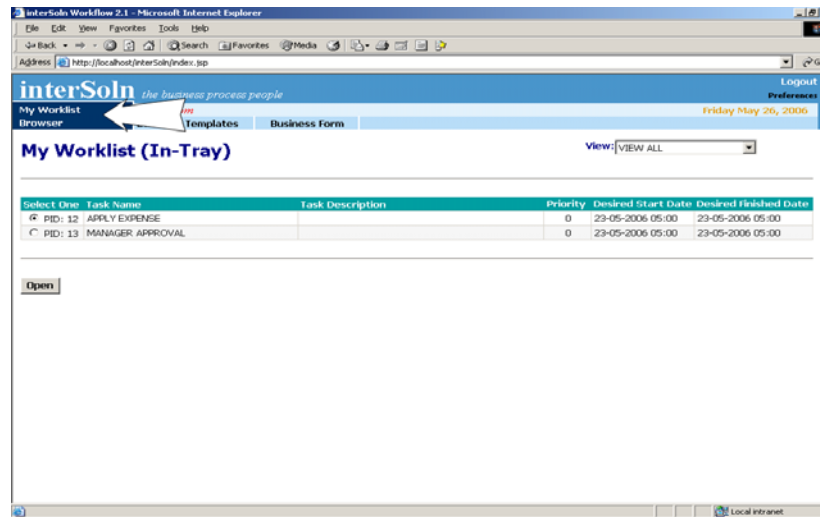 interSoln Workflow 2.1 - Microsoft Internet Explorer
File Edit View Favorites Tools Help
Back Search Favorites Media
Address http://localhost/interSoln/index.jsp
interSoln the business process people
Logout
Preferences
My Worklist
Friday May 26, 2006
Browser Templates Business Form
My Worklist (In-Tray)
View: VIEW ALL
Select One Task Name Task Description Priority Desired Start Date Desired Finished Date
PID: 12 APPLY EXPENSE 0 23-05-2006 05:00 23-05-2006 05:00
PID: 13 MANAGER APPROVAL 0 23-05-2006 05:00 23-05-2006 05:00
Open
Local intranet